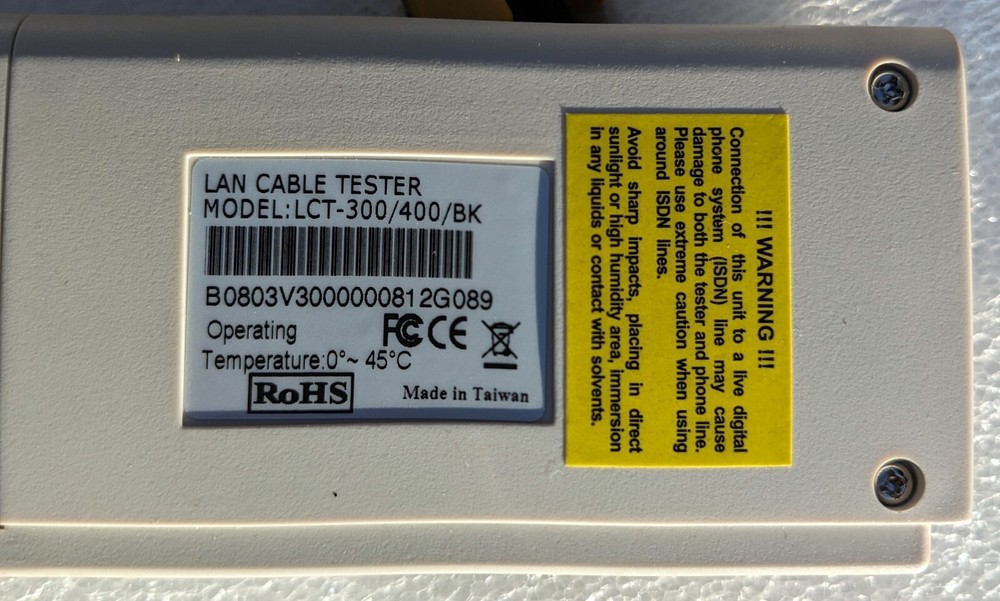 LAN CABLE TESTER
MODEL:LCT-300/400/BK
B0803V3000000812G089
Operating
Temperature:0°~ 45°C
FC CE
RoHS
Made in Taiwan
!!! WARNING !!!
Connection of this unit to a live digital
phone system (ISDN) line may cause
damage to both the tester and phone line.
Please use extreme caution when using
around ISDN lines.
Avoid sharp impacts, placing in direct
sunlight or high humidity area, immersion
in any liquids or contact with solvents.